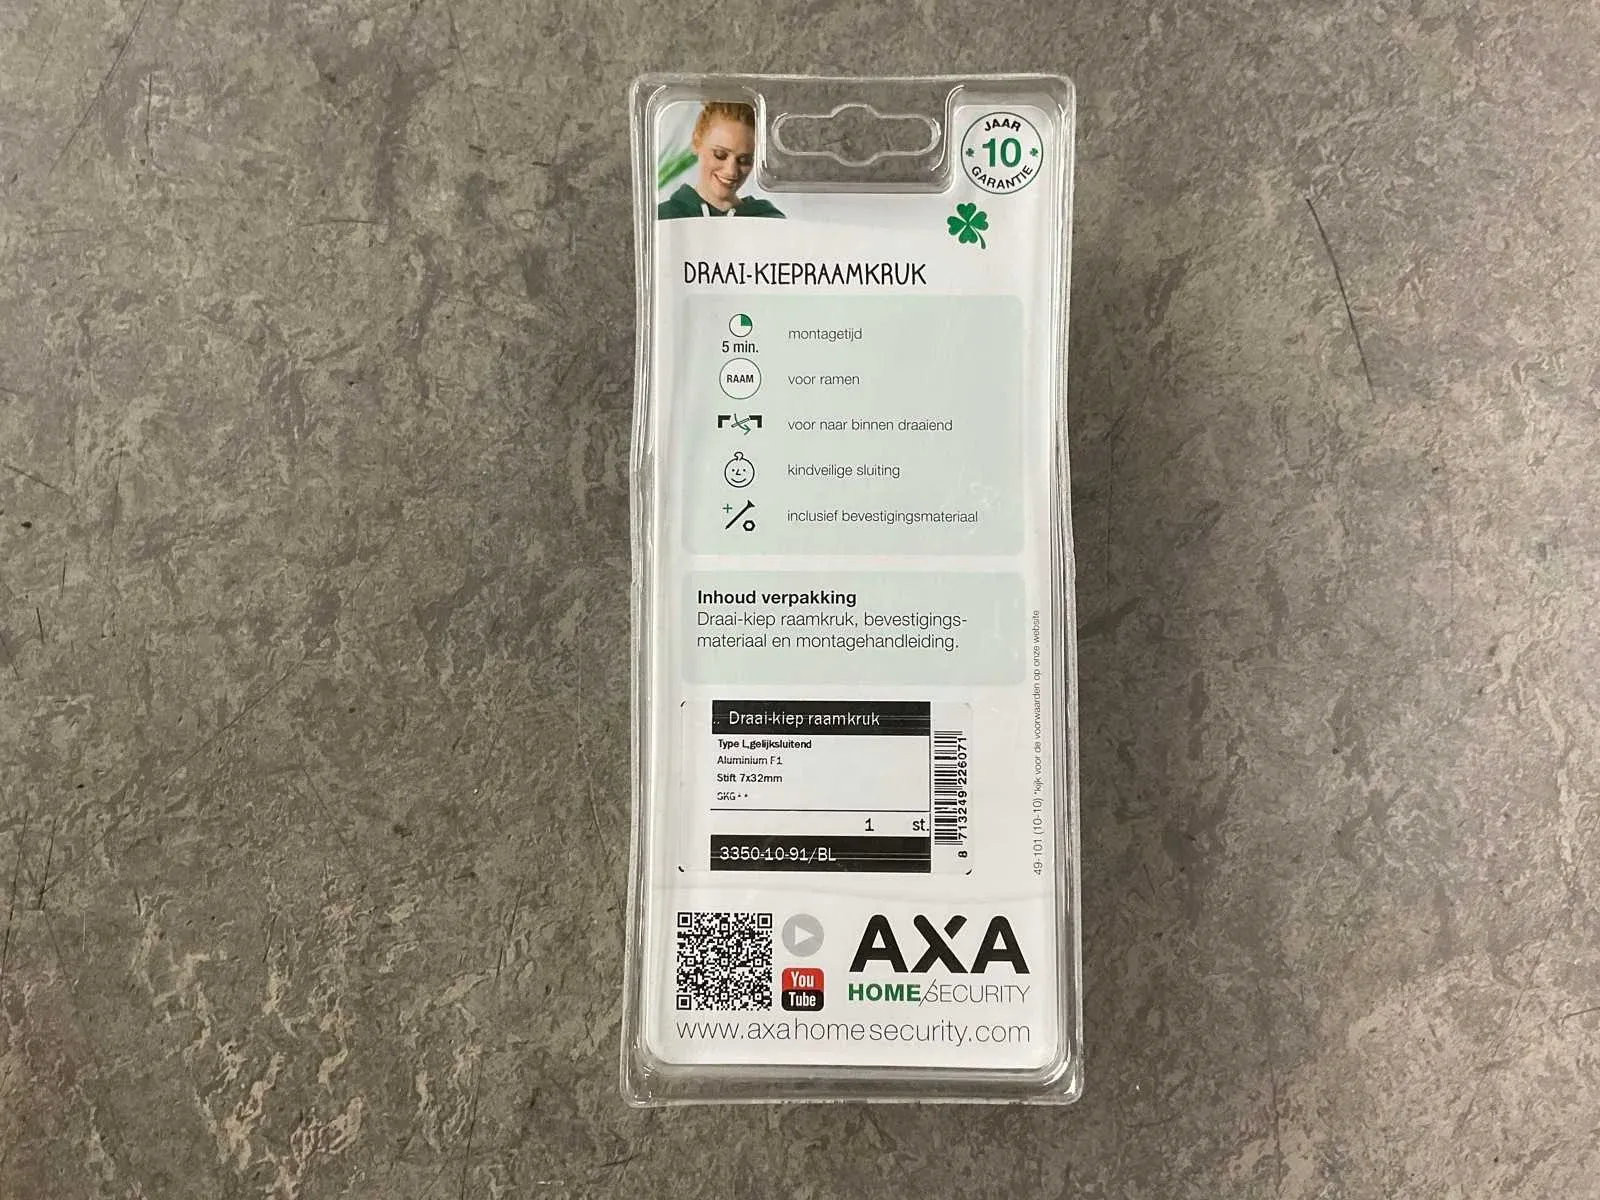 JAAR
10
GARANTIE
DRAAI-KIEPRAAMKRUK
5 min.
montagetijd
RAAM
voor ramen
voor naar binnen draaiend
kindveilige sluiting
inclusief bevestigingsmateriaal
Inhoud verpakking
Draai-kiep raamkruk, bevestigings-
materiaal en montagehandleiding.
Draai-kiep raamkruk
Type L,gelijksluitend
Aluminium F1
Stift 7x32mm
SKG**
1 st.
3350-10-91/BL
8 713249 226071
49-101 (10-10) *kijk voor de voorwaarden op onze website
You
Tube
AXA
HOME/SECURITY
www.axahomesecurity.com